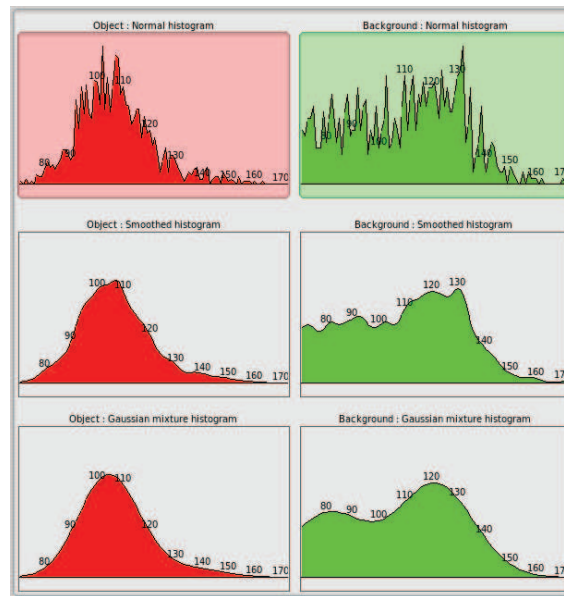 Object : Normal histogram
80 90 100 110 120 130 140 150 160 170
Background : Normal histogram
80 90 100 110 120 130 140 150 160 17
Object : Smoothed histogram
80 90 100 110 120 130 140 150 160 170
Background : Smoothed histogram
80 90 100 110 120 130 140 150 160 17
Object : Gaussian mixture histogram
80 90 100 110 120 130 140 150 160 170
Background : Gaussian mixture histogram
80 90 100 110 120 130 140 150 160 17